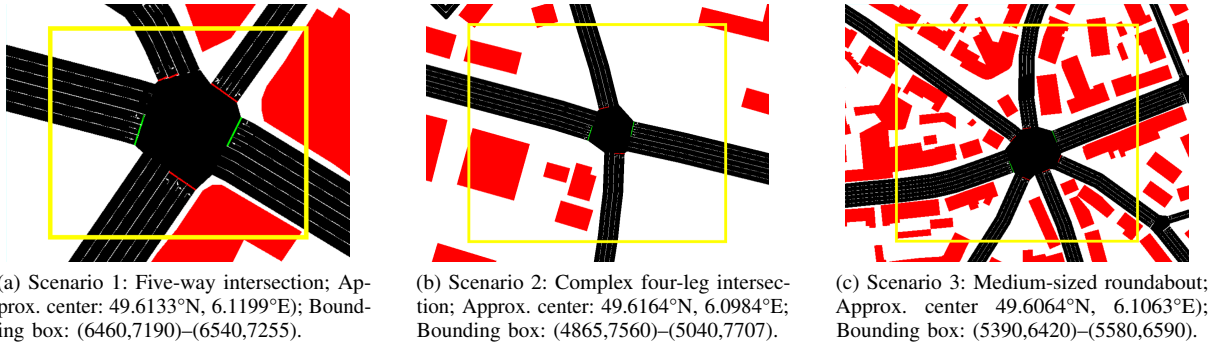 (a) Scenario 1: Five-way intersection; Ap-
prox. center: 49.6133°N, 6.1199°E); Bound-
ing box: (6460,7190)–(6540,7255).
(b) Scenario 2: Complex four-leg intersec-
tion; Approx. center: 49.6164°N, 6.0984°E;
Bounding box: (4865,7560)–(5040,7707).
(c) Scenario 3: Medium-sized roundabout;
Approx. center 49.6064°N, 6.1063°E);
Bounding box: (5390,6420)–(5580,6590).